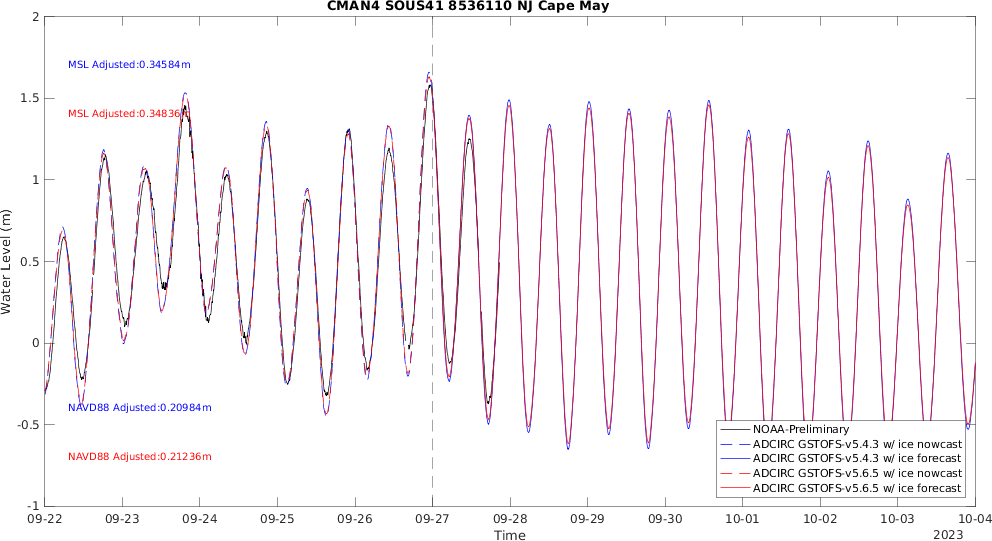 CMAN4 SOUS41 8536110 NJ Cape May
2
1.5
1
0.5
0
-0.5
-1
Water Level (m)
MSL Adjusted:0.34584m
MSL Adjusted:0.34836m
NAVD88 Adjusted:0.20984m
NAVD88 Adjusted:0.21236m
NOAA-Preliminary
ADCIRC GSTOFS-v5.4.3 w/ ice nowcast
ADCIRC GSTOFS-v5.4.3 w/ ice forecast
ADCIRC GSTOFS-v5.6.5 w/ ice nowcast
ADCIRC GSTOFS-v5.6.5 w/ ice forecast
09-22 09-23 09-24 09-25 09-26 09-27 09-28 09-29 09-30 10-01 10-02 10-03 10-04
Time
2023